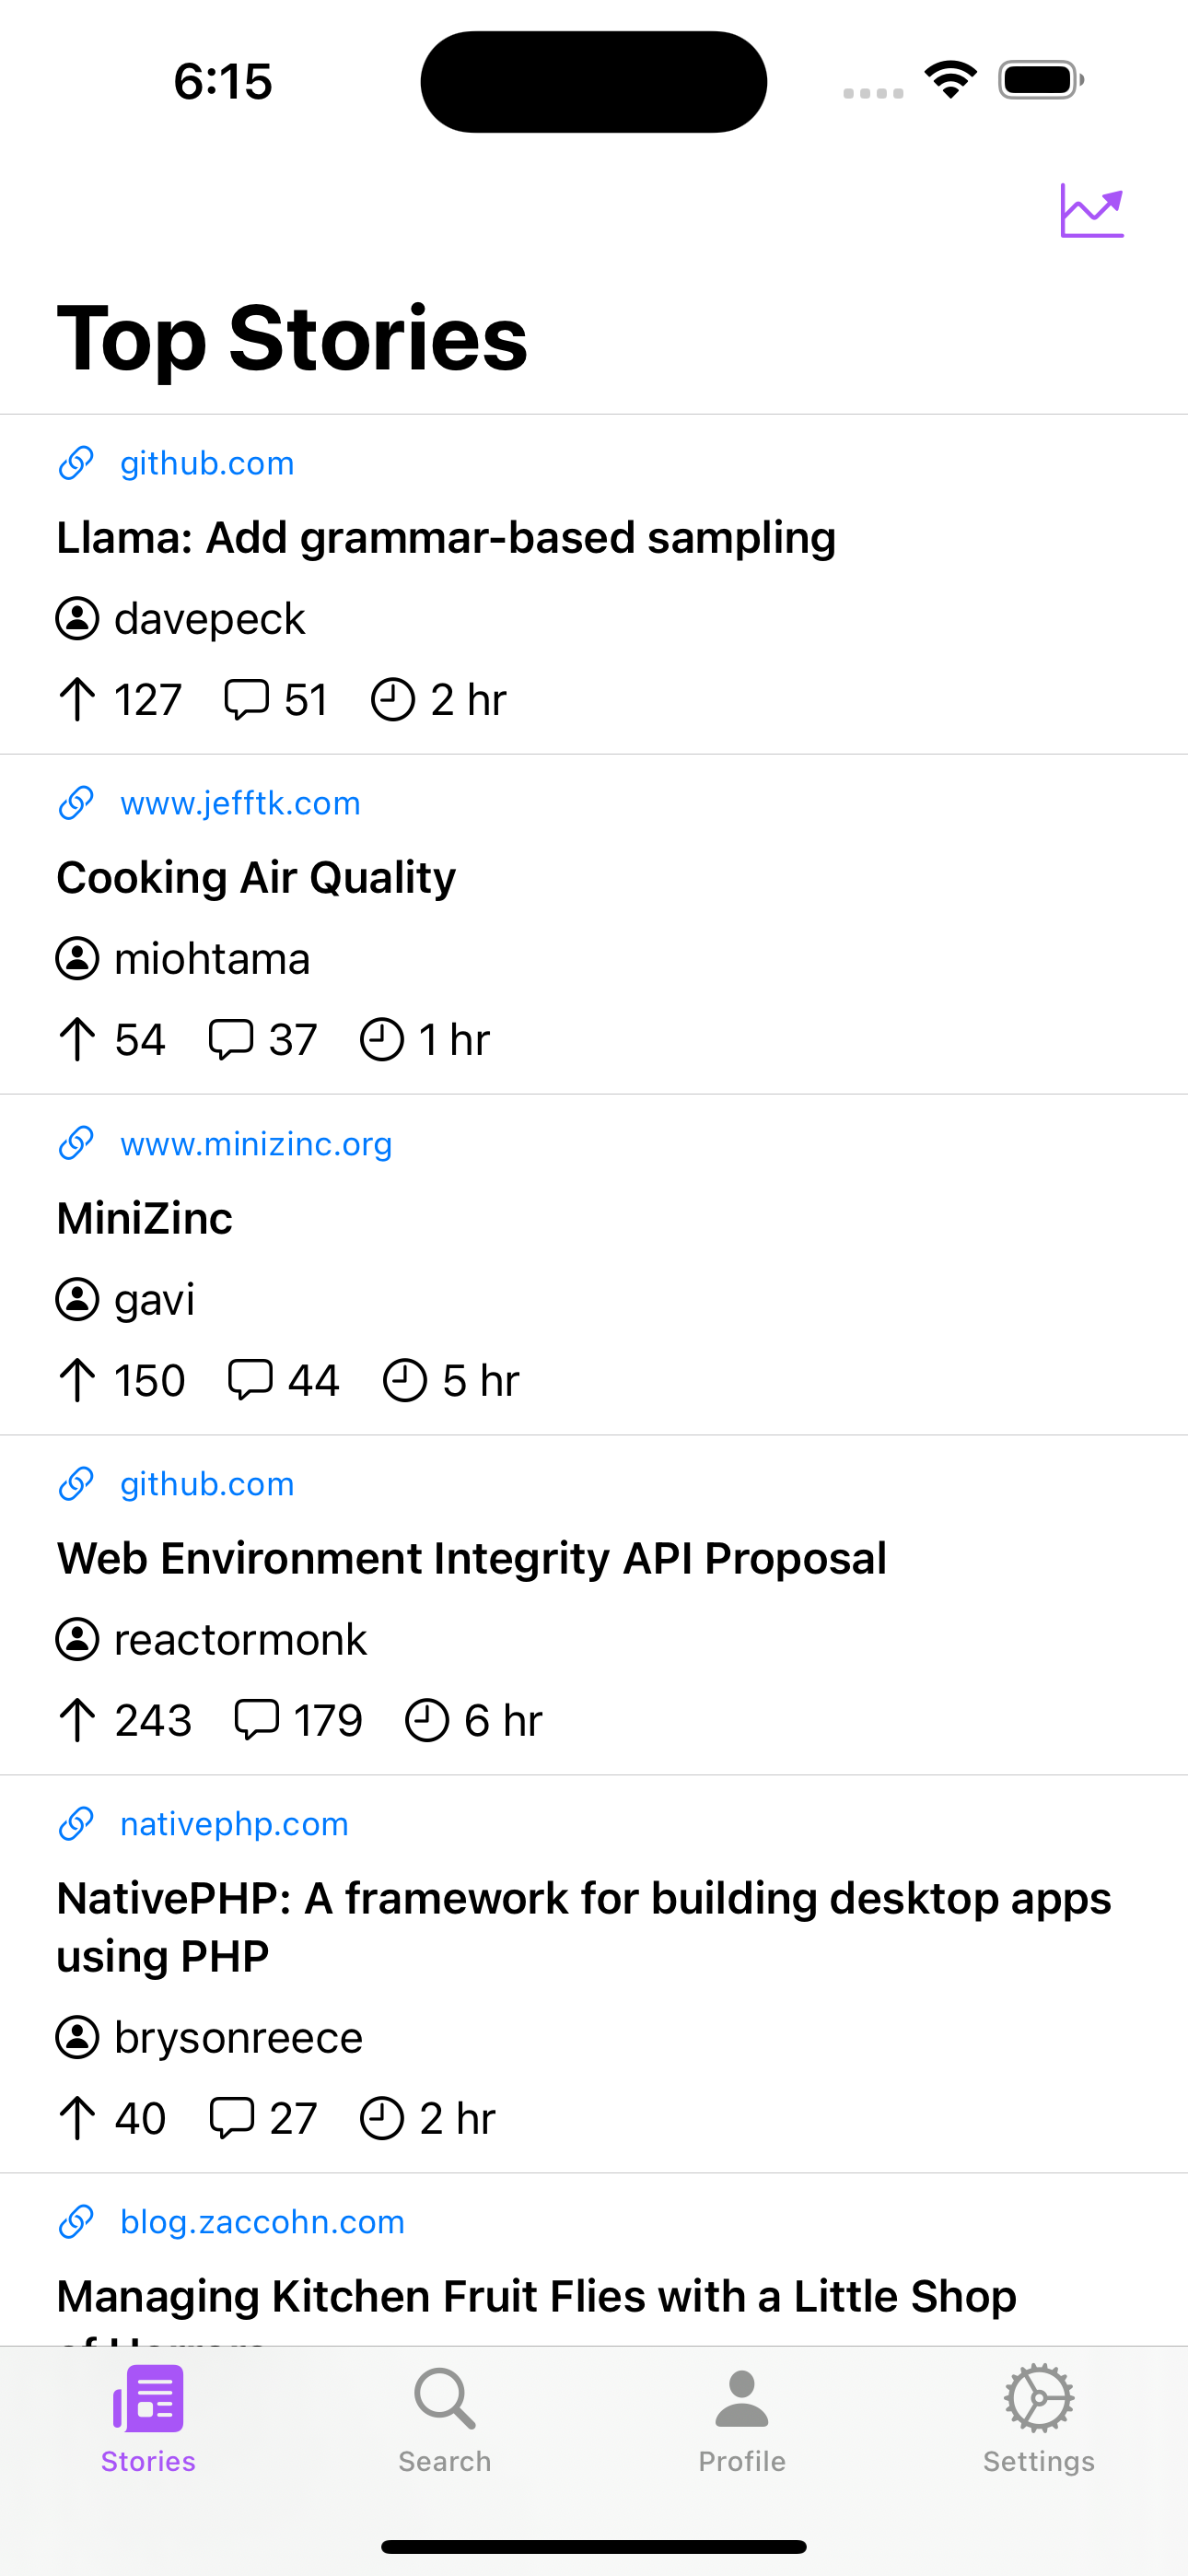 6:15
Top Stories
github.com
Llama: Add grammar-based sampling
davepeck
127 51 2 hr
www.jefftk.com
Cooking Air Quality
miohtama
54 37 1 hr
www.minizinc.org
MiniZinc
gavi
150 44 5 hr
github.com
Web Environment Integrity API Proposal
reactormonk
243 179 6 hr
nativephp.com
NativePHP: A framework for building desktop apps
using PHP
brysonreece
40 27 2 hr
blog.zaccohn.com
Managing Kitchen Fruit Flies with a Little Shop
Stories Search Profile Settings